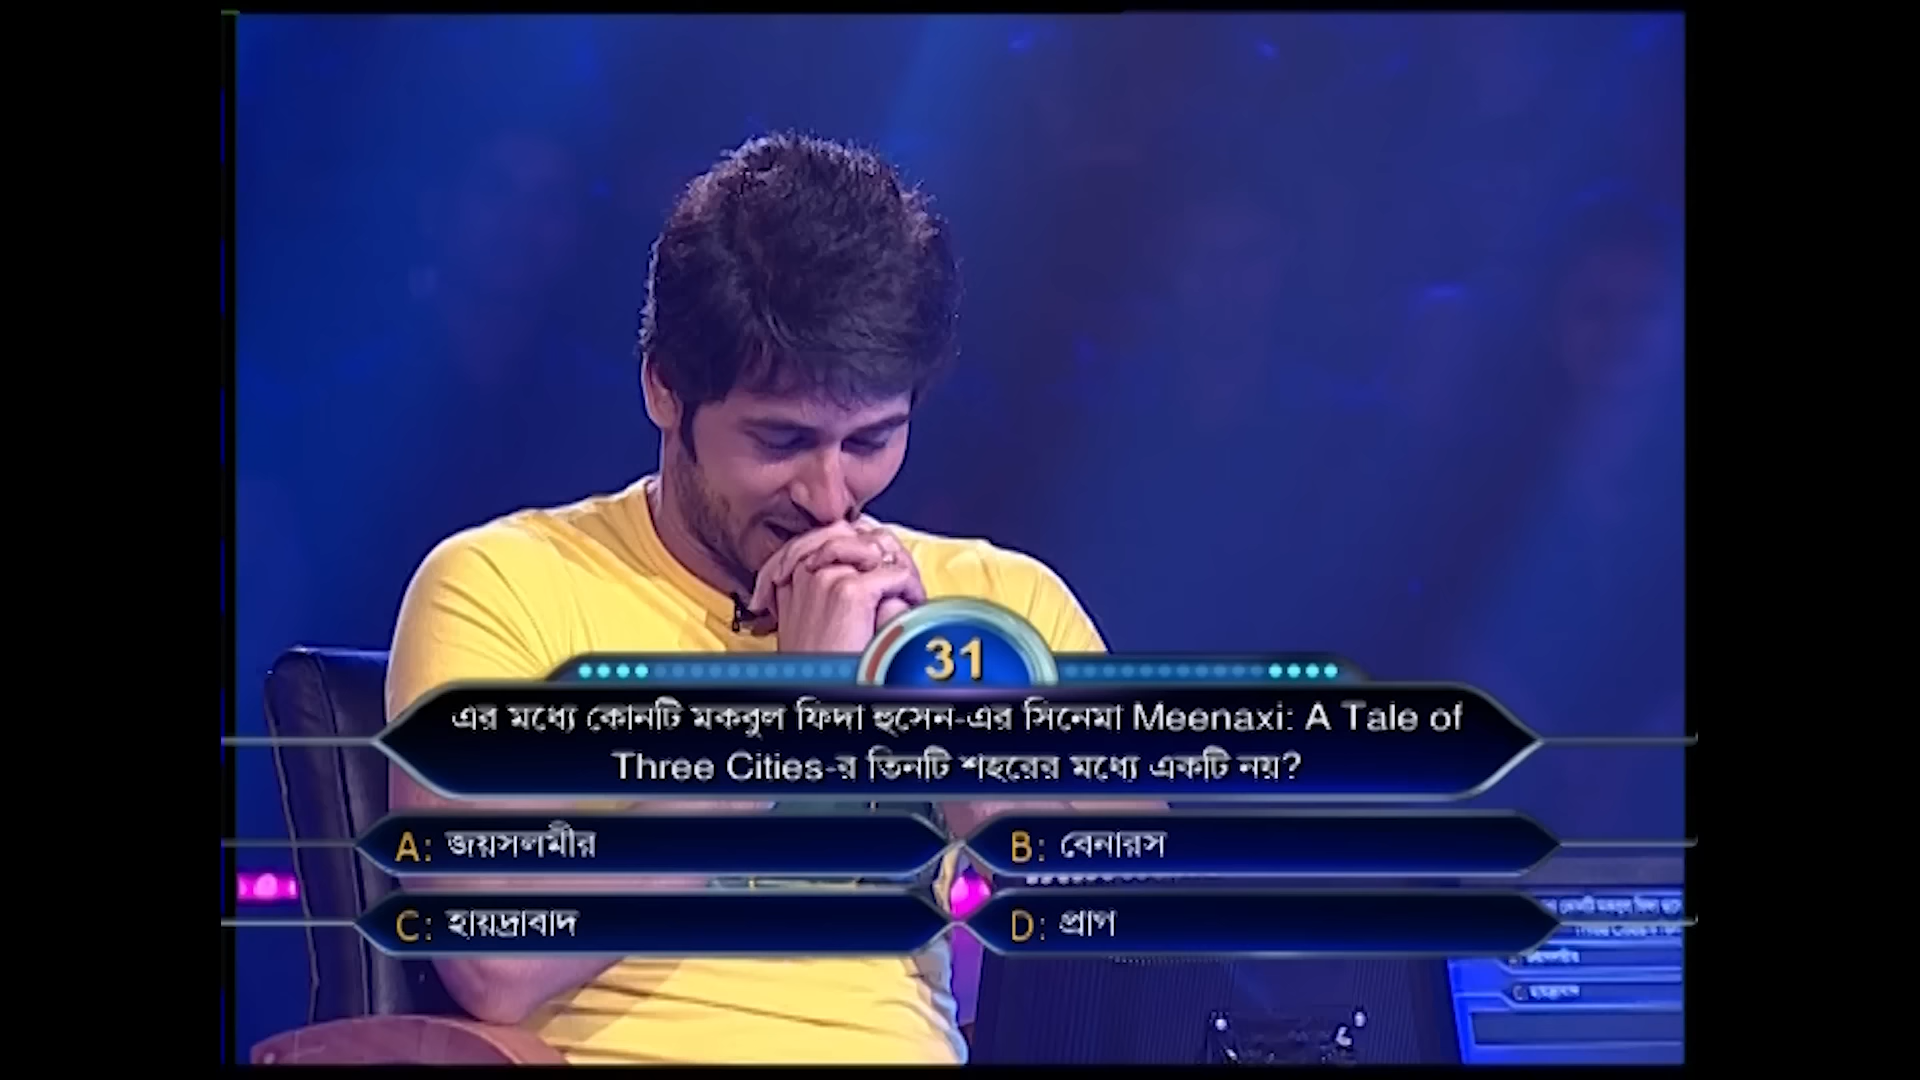 31
এর মধ্যে কোনটি মকবুল ফিদা হুসেন-এর সিনেমা Meenaxi: A Tale of
Three Cities-র তিনটি শহরের মধ্যে একটি নয়?
A: জয়সলমীর
B: বেনারস
C: হায়দ্রাবাদ
D: প্রাগ